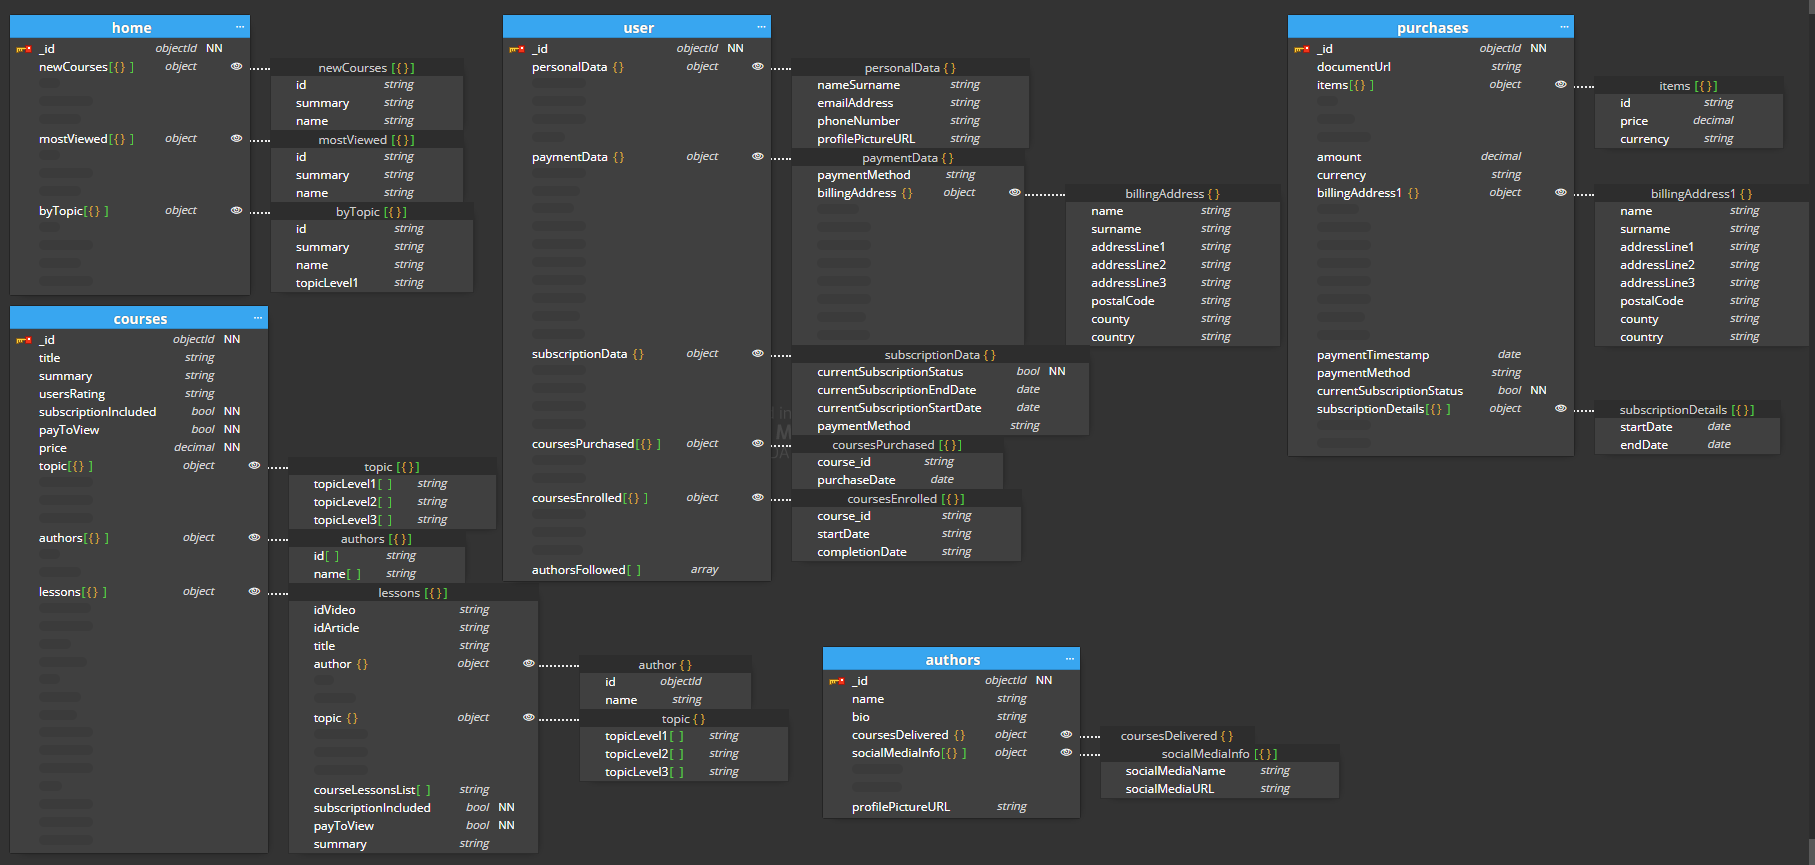 home ...
_id objectId NN
newCourses[{} ] object
newCourses [{}]
id string
summary string
name string
mostViewed[{} ] object
mostViewed [{}]
id string
summary string
name string
byTopic[{} ] object
byTopic [{}]
id string
summary string
name string
topicLevel1 string
courses ...
_id objectId NN
title string
summary string
usersRating string
subscriptionIncluded bool NN
payToView bool NN
price decimal NN
topic[{} ] object
topic [{}]
topicLevel1[ ] string
topicLevel2[ ] string
topicLevel3[ ] string
authors[{} ] object
authors [{}]
id[ ] string
name[ ] string
lessons[{} ] object
lessons [{}]
idVideo string
idArticle string
title string
author {} object
author {}
id objectId
name string
topic {} object
topic {}
topicLevel1[ ] string
topicLevel2[ ] string
topicLevel3[ ] string
courseLessonsList[ ] string
subscriptionIncluded bool NN
payToView bool NN
summary string
user ...
_id objectId NN
personalData {} object
personalData {}
nameSurname string
emailAddress string
phoneNumber string
profilePictureURL string
paymentData {} object
paymentData {}
paymentMethod string
billingAddress {} object
billingAddress {}
name string
surname string
addressLine1 string
addressLine2 string
addressLine3 string
postalCode string
county string
country string
subscriptionData {} object
subscriptionData {}
currentSubscriptionStatus bool NN
currentSubscriptionEndDate date
currentSubscriptionStartDate date
paymentMethod string
coursesPurchased[{} ] object
coursesPurchased [{}]
course_id string
purchaseDate date
coursesEnrolled[{} ] object
coursesEnrolled [{}]
course_id string
startDate string
completionDate string
authorsFollowed[ ] array
purchases ...
_id objectId NN
documentUrl string
items[{} ] object
items [{}]
id string
price decimal
currency string
amount decimal
currency string
billingAddress1 {} object
billingAddress1 {}
name string
surname string
addressLine1 string
addressLine2 string
addressLine3 string
postalCode string
county string
country string
paymentTimestamp date
paymentMethod string
currentSubscriptionStatus bool NN
subscriptionDetails[{} ] object
subscriptionDetails [{}]
startDate date
endDate date
authors ...
_id objectId NN
name string
bio string
coursesDelivered {} object
coursesDelivered {}
socialMediaInfo[{} ] object
socialMediaInfo [{}]
socialMediaName string
socialMediaURL string
profilePictureURL string